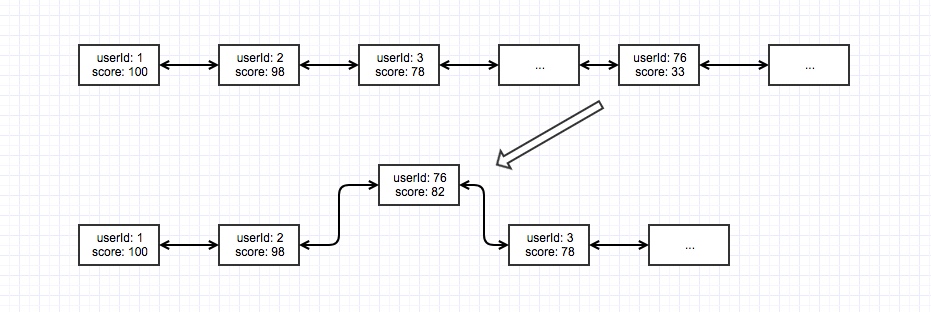 userId: 1
score: 100
userId: 2
score: 98
userId: 3
score: 78
...
userId: 76
score: 33
...
userId: 76
score: 82
userId: 1
score: 100
userId: 2
score: 98
userId: 3
score: 78
...